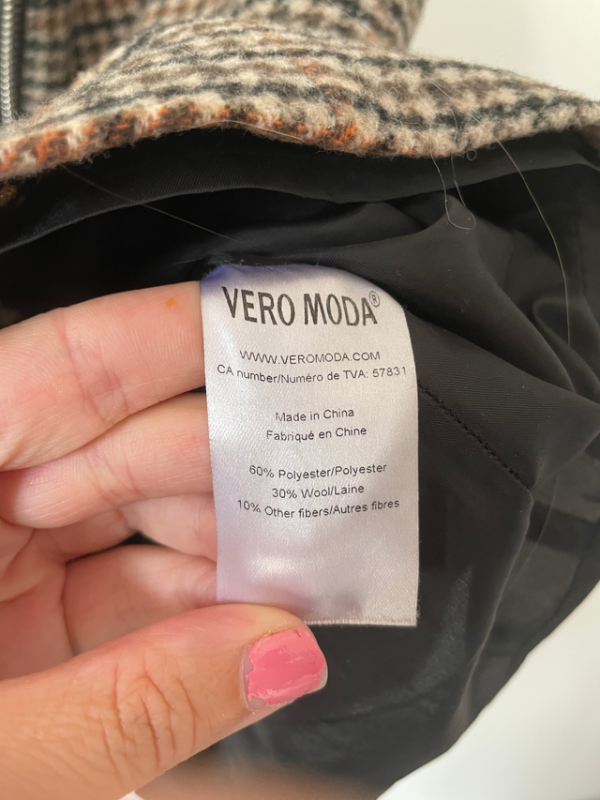 VERO MODA®
WWW.VEROMODA.COM
CA number/Numéro de TVA: 57831
Made in China
Fabriqué en Chine
60% Polyester/Polyester
30% Wool/Laine
10% Other fibers/Autres fibres